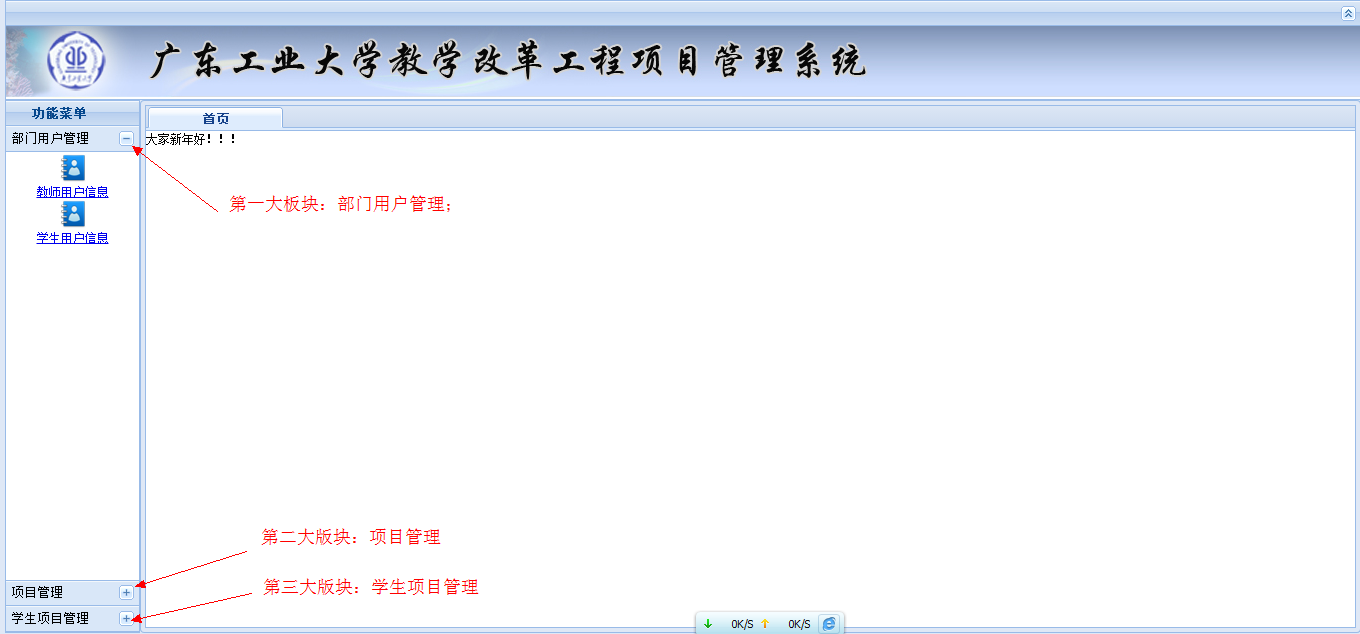 广东工业大学教学改革工程项目管理系统
功能菜单
首页
部门用户管理
大家新年好！！！
教师用户信息
第一大板块：部门用户管理；
学生用户信息
第二大版块：项目管理
第三大版块：学生项目管理
项目管理
学生项目管理
0K/S 0K/S